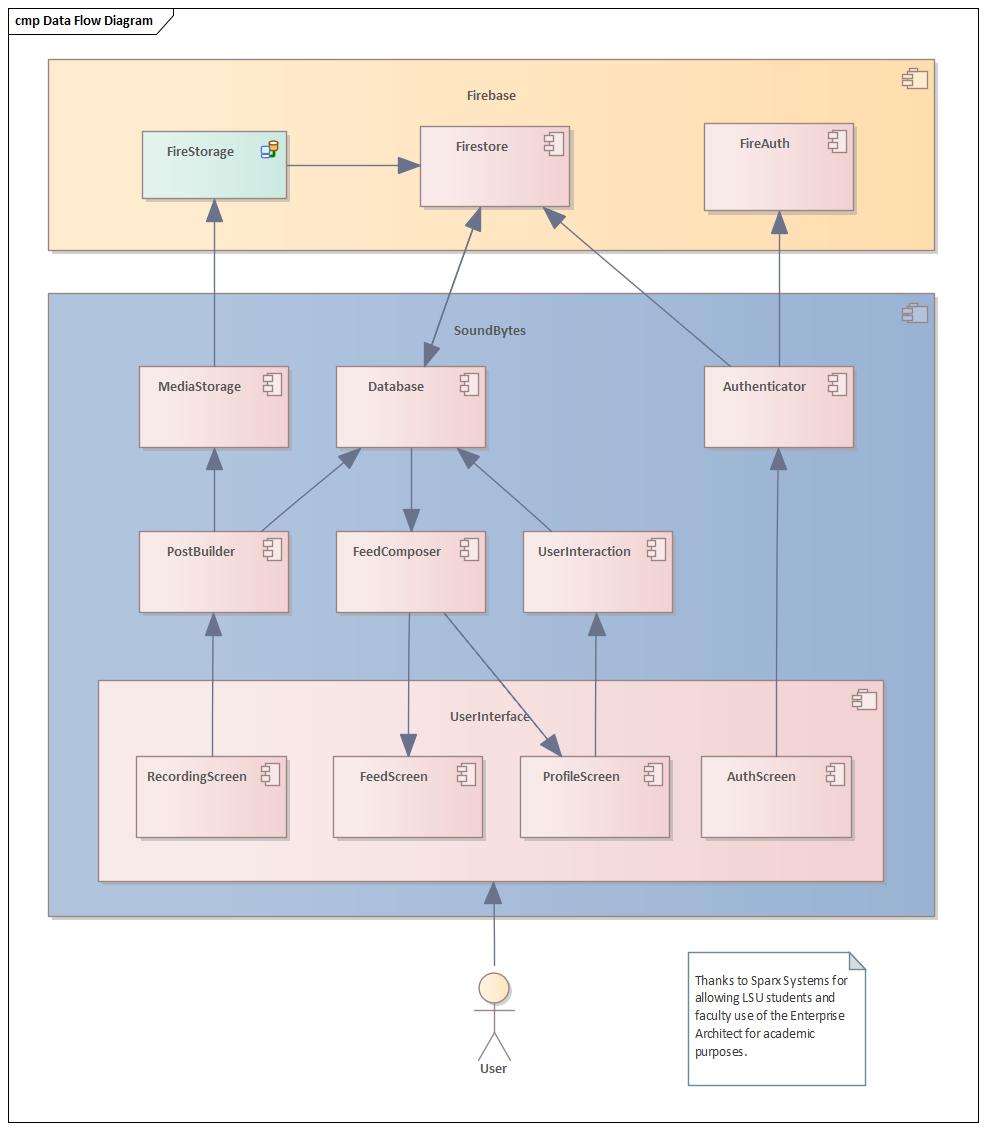 cmp Data Flow Diagram
Firebase
FireStorage
Firestore
FireAuth
SoundBytes
MediaStorage
Database
Authenticator
PostBuilder
FeedComposer
UserInteraction
UserInterface
RecordingScreen
FeedScreen
ProfileScreen
AuthScreen
User
Thanks to Sparx Systems for
allowing LSU students and
faculty use of the Enterprise
Architect for academic
purposes.